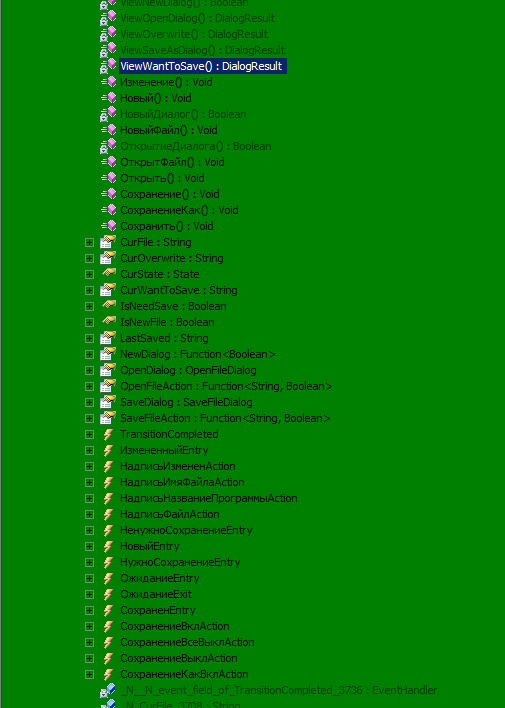 ViewNewDialog() : Boolean
ViewOpenDialog() : DialogResult
ViewOverwrite() : DialogResult
ViewSaveAsDialog() : DialogResult
ViewWantToSave() : DialogResult
Изменение() : Void
Новый() : Void
НовыйДиалог() : Boolean
НовыйФайл() : Void
ОткрытиеДиалога() : Boolean
ОткрытФайл() : Void
Открыть() : Void
Сохранение() : Void
СохранениеКак() : Void
Сохранить() : Void
CurFile : String
CurOverwrite : String
CurState : State
CurWantToSave : String
IsNeedSave : Boolean
IsNewFile : Boolean
LastSaved : String
NewDialog : Function<Boolean>
OpenDialog : OpenFileDialog
OpenFileAction : Function<String, Boolean>
SaveDialog : SaveFileDialog
SaveFileAction : Function<String, Boolean>
TransitionCompleted
ИзмененныйEntry
НадписьИзмененAction
НадписьИмяФайлаAction
НадписьНазваниеПрограммыAction
НадписьФайлAction
НенужноСохранениеEntry
НовыйEntry
НужноСохранениеEntry
ОжиданиеEntry
ОжиданиеExit
СохраненEntry
СохранениеВклAction
СохранениеВсеВыклAction
СохранениеВыклAction
СохранениеКакВклAction
_N__N_event_field_of_TransitionCompleted_3736 : EventHandler
_N_CurFile_3708 : String